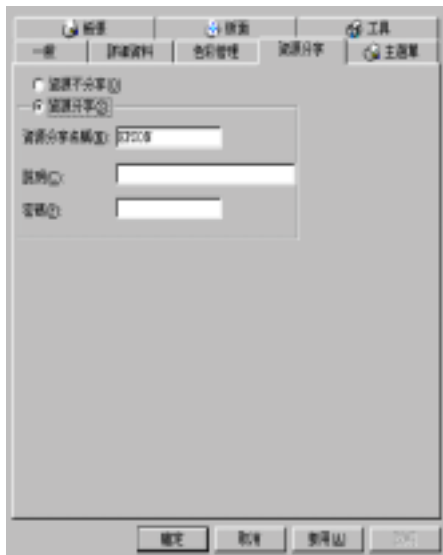 紙張 版面 工具
一般 詳細資料 色彩管理 資源分享 主選單
資源不分享(O)
資源分享(S)
資源分享名稱(N): EPSON
說明(C):
密碼(P):
確定 取消 套用(A)